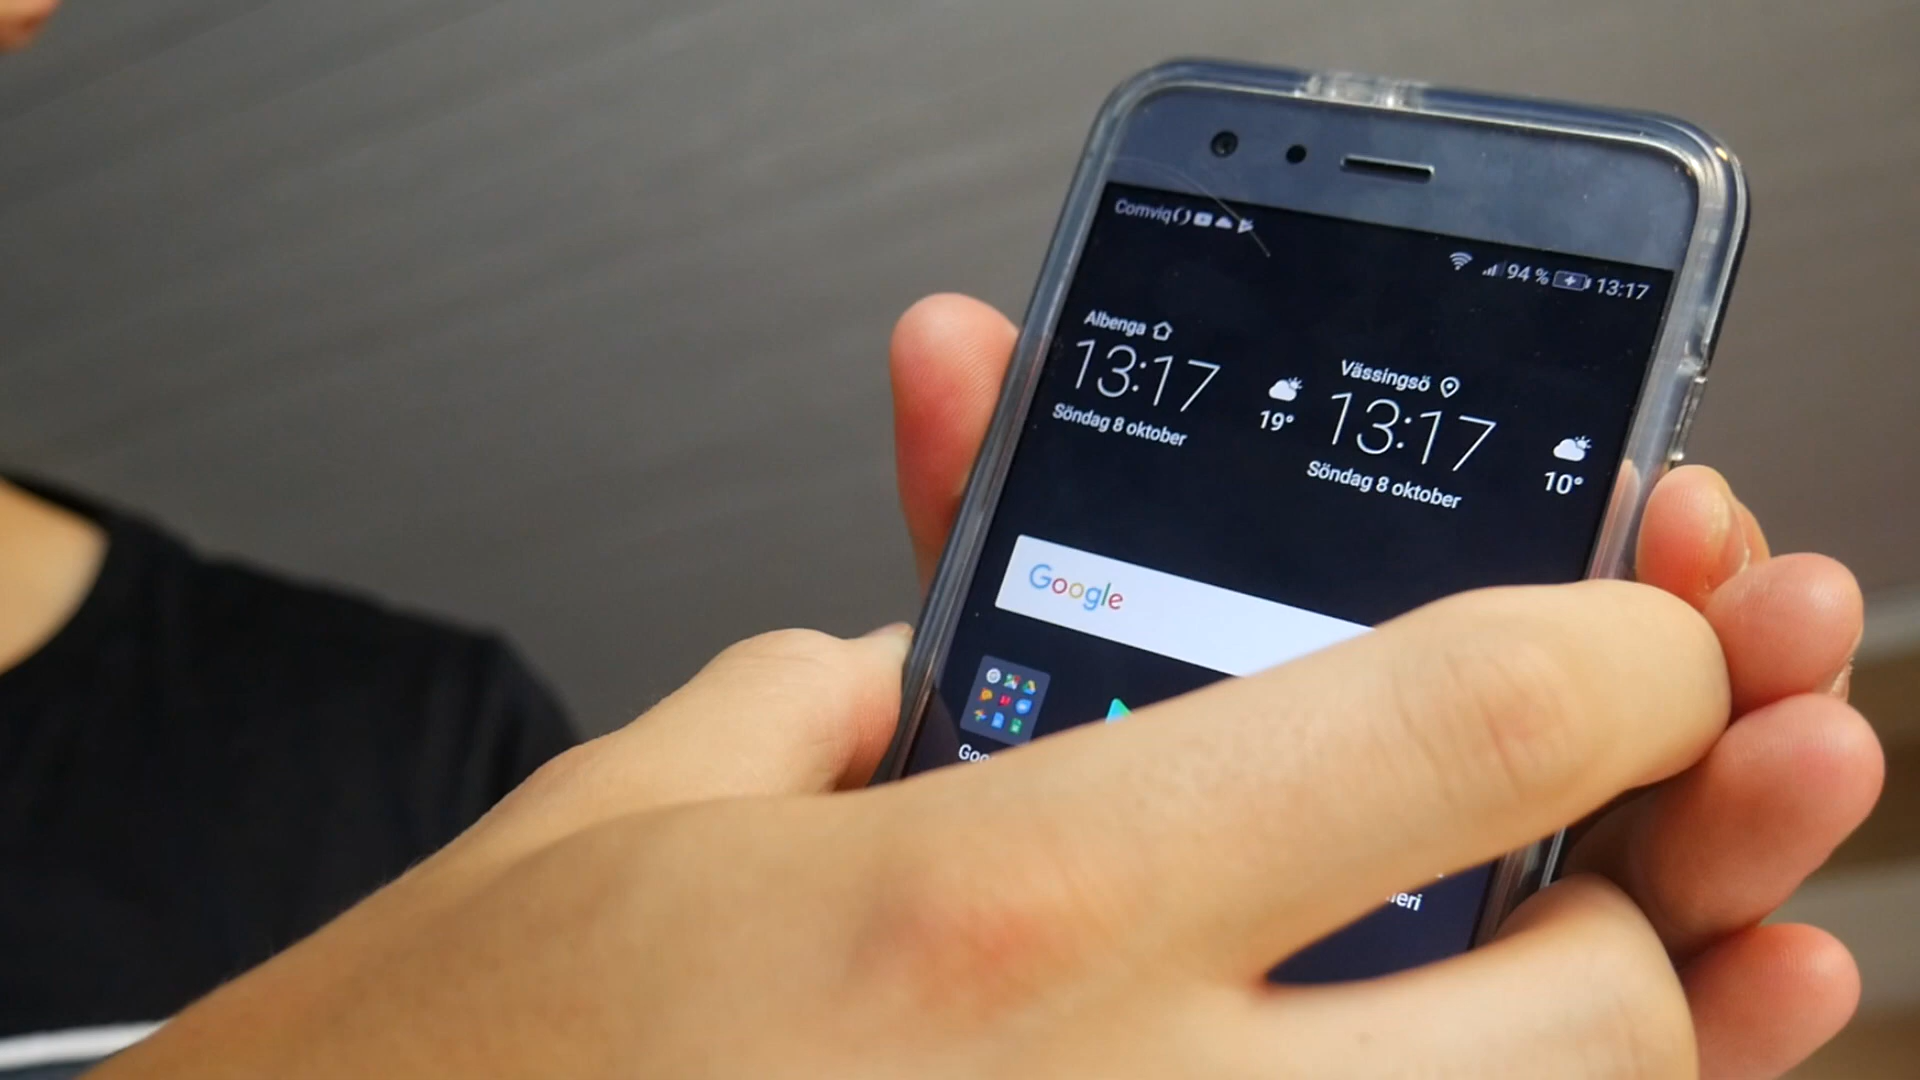 Comviq
94 % 13:17
Albenga
13:17
Söndag 8 oktober
19°
Vässingsö
13:17
Söndag 8 oktober
10°
Google